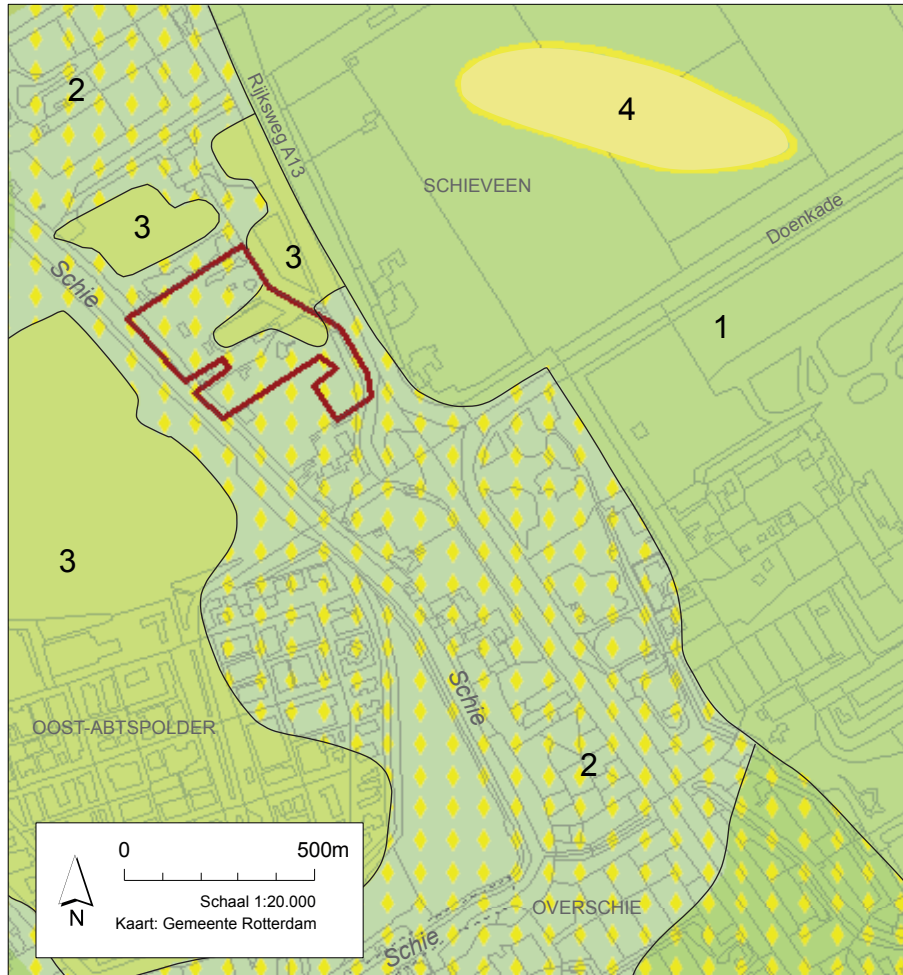 2
4
Rijksweg A13
SCHIEVEEN
3
3
Doenkade
Schie
1
3
Schie
OOST-ABTSPOLDER
2
0 500m
Schaal 1:20.000
N
Kaart: Gemeente Rotterdam
OVERSCHIE
Schie